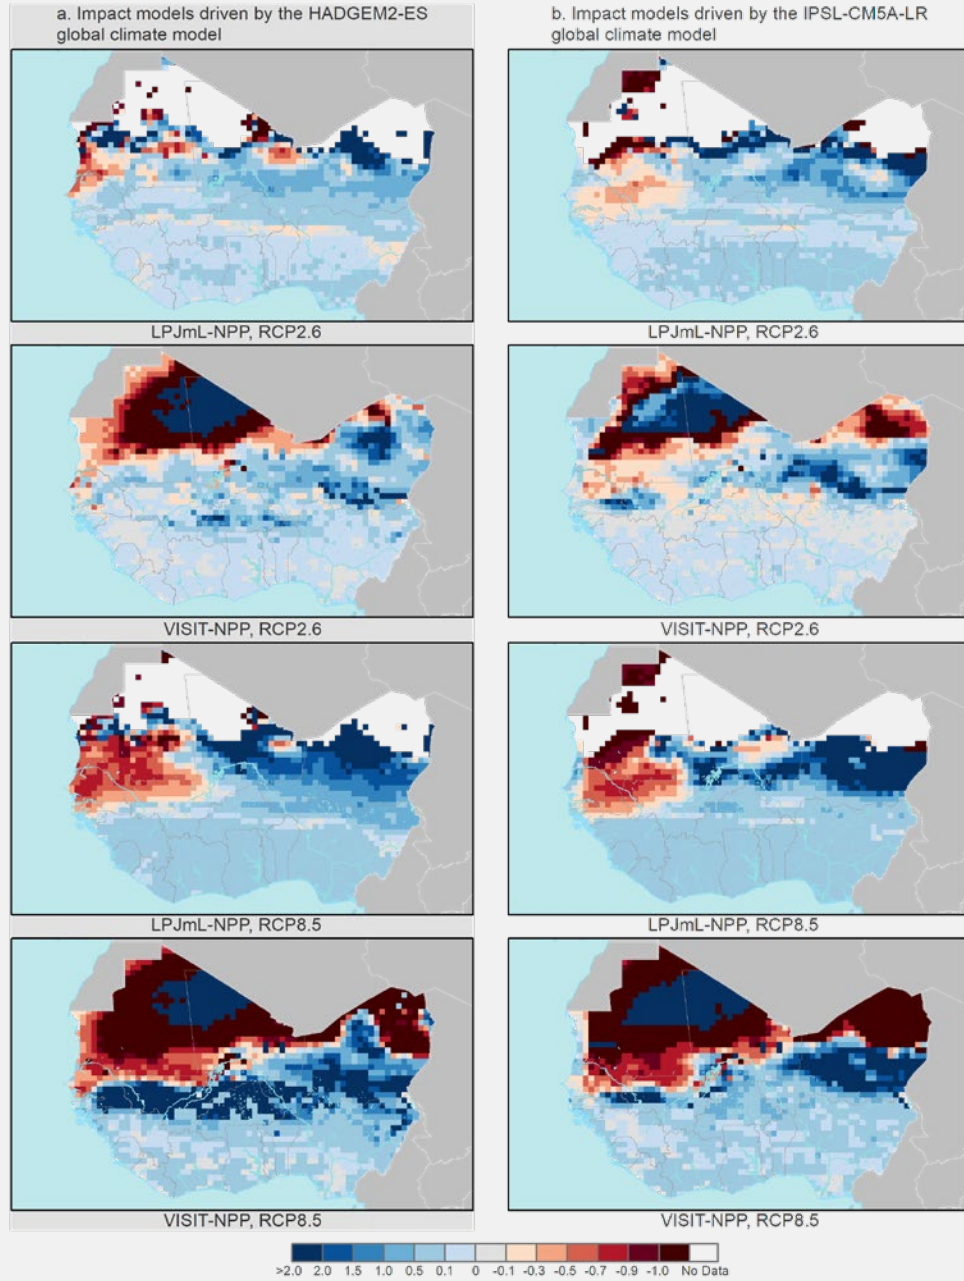 a. Impact models driven by the HADGEM2-ES
global climate model
b. Impact models driven by the IPSL-CM5A-LR
global climate model
LPJmL-NPP, RCP2.6
LPJmL-NPP, RCP2.6
VISIT-NPP, RCP2.6
VISIT-NPP, RCP2.6
LPJmL-NPP, RCP8.5
LPJmL-NPP, RCP8.5
VISIT-NPP, RCP8.5
VISIT-NPP, RCP8.5
>2.0 2.0 1.5 1.0 0.5 0.1 0 -0.1 -0.3 -0.5 -0.7 -0.9 -1.0 No Data